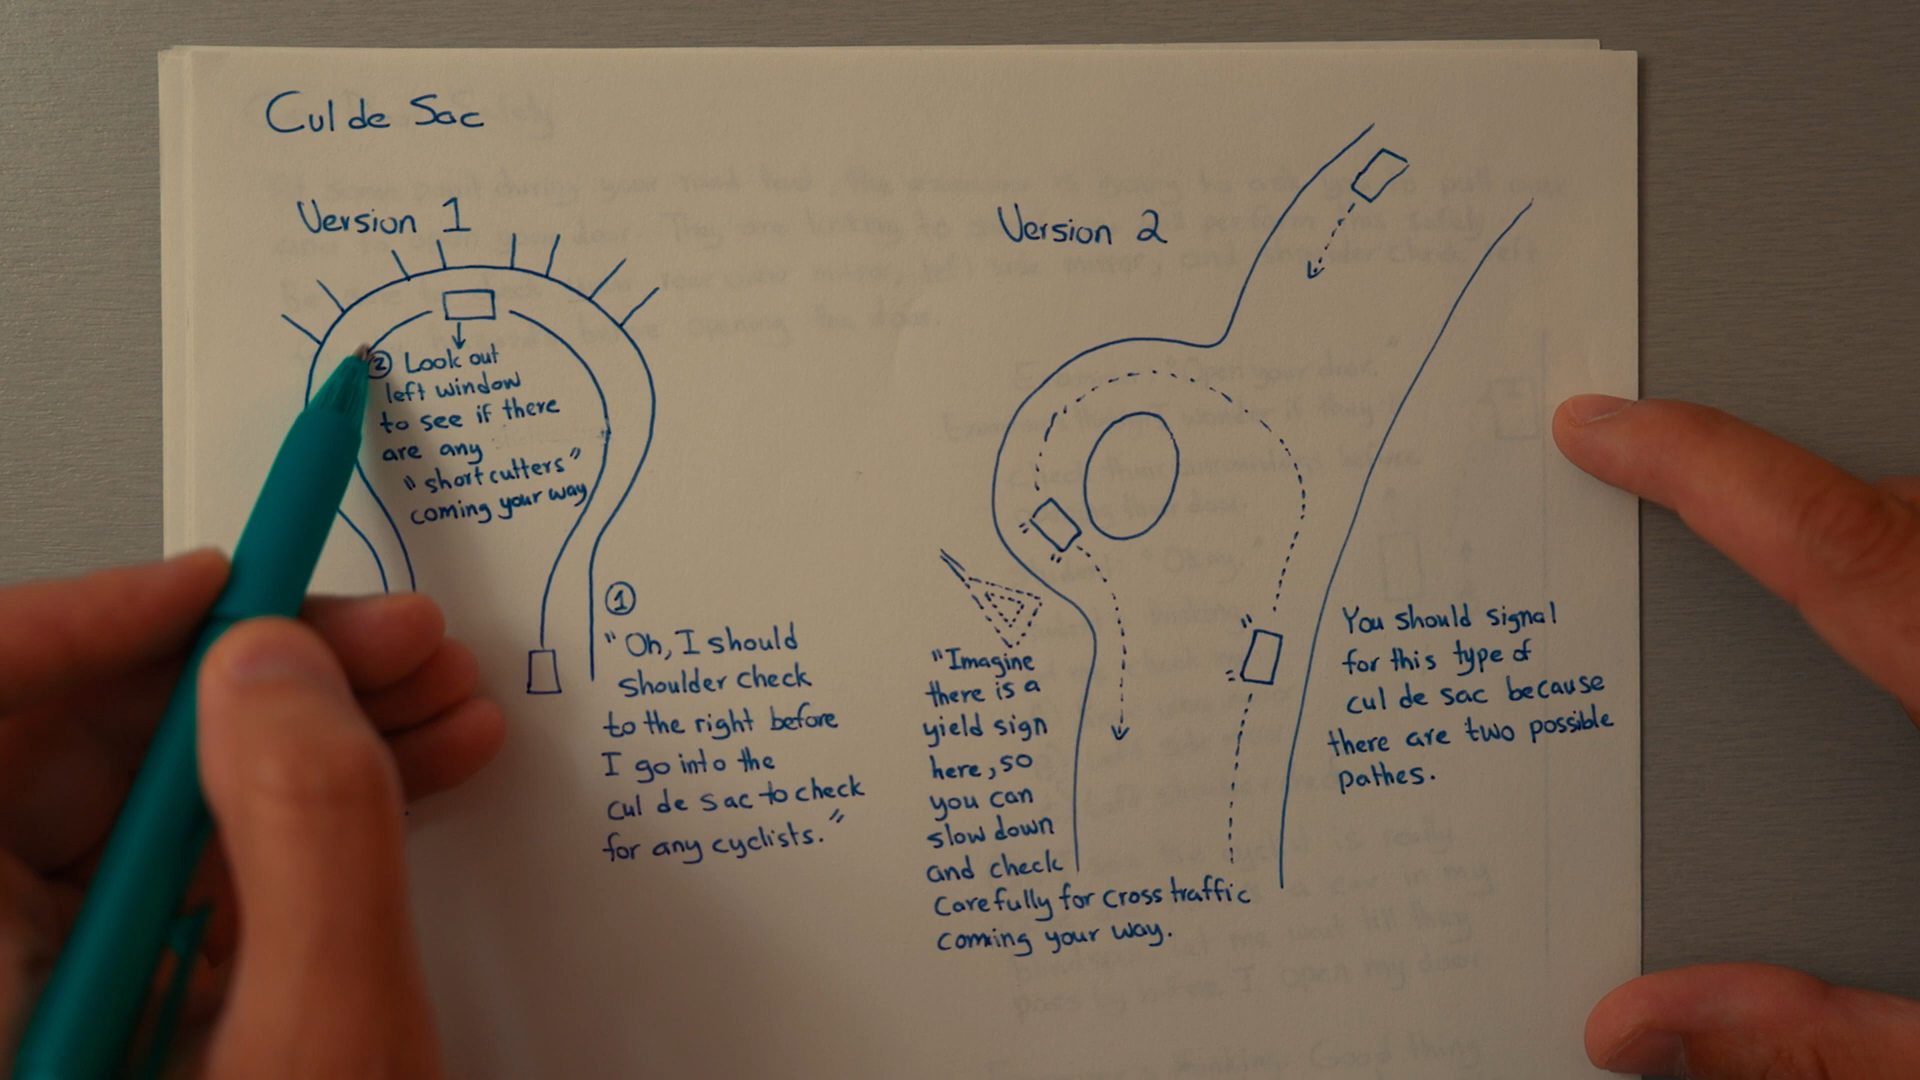 Cul de Sac
Version 1
② Look out
left window
to see if there
are any
"shortcutters"
coming your way
①
"Oh, I should
shoulder check
to the right before
I go into the
cul de sac to check
for any cyclists."
Version 2
"Imagine
there is a
yield sign
here, so
you can
slow down
and check
carefully for cross traffic
coming your way.
You should signal
for this type of
cul de sac because
there are two possible
pathes.